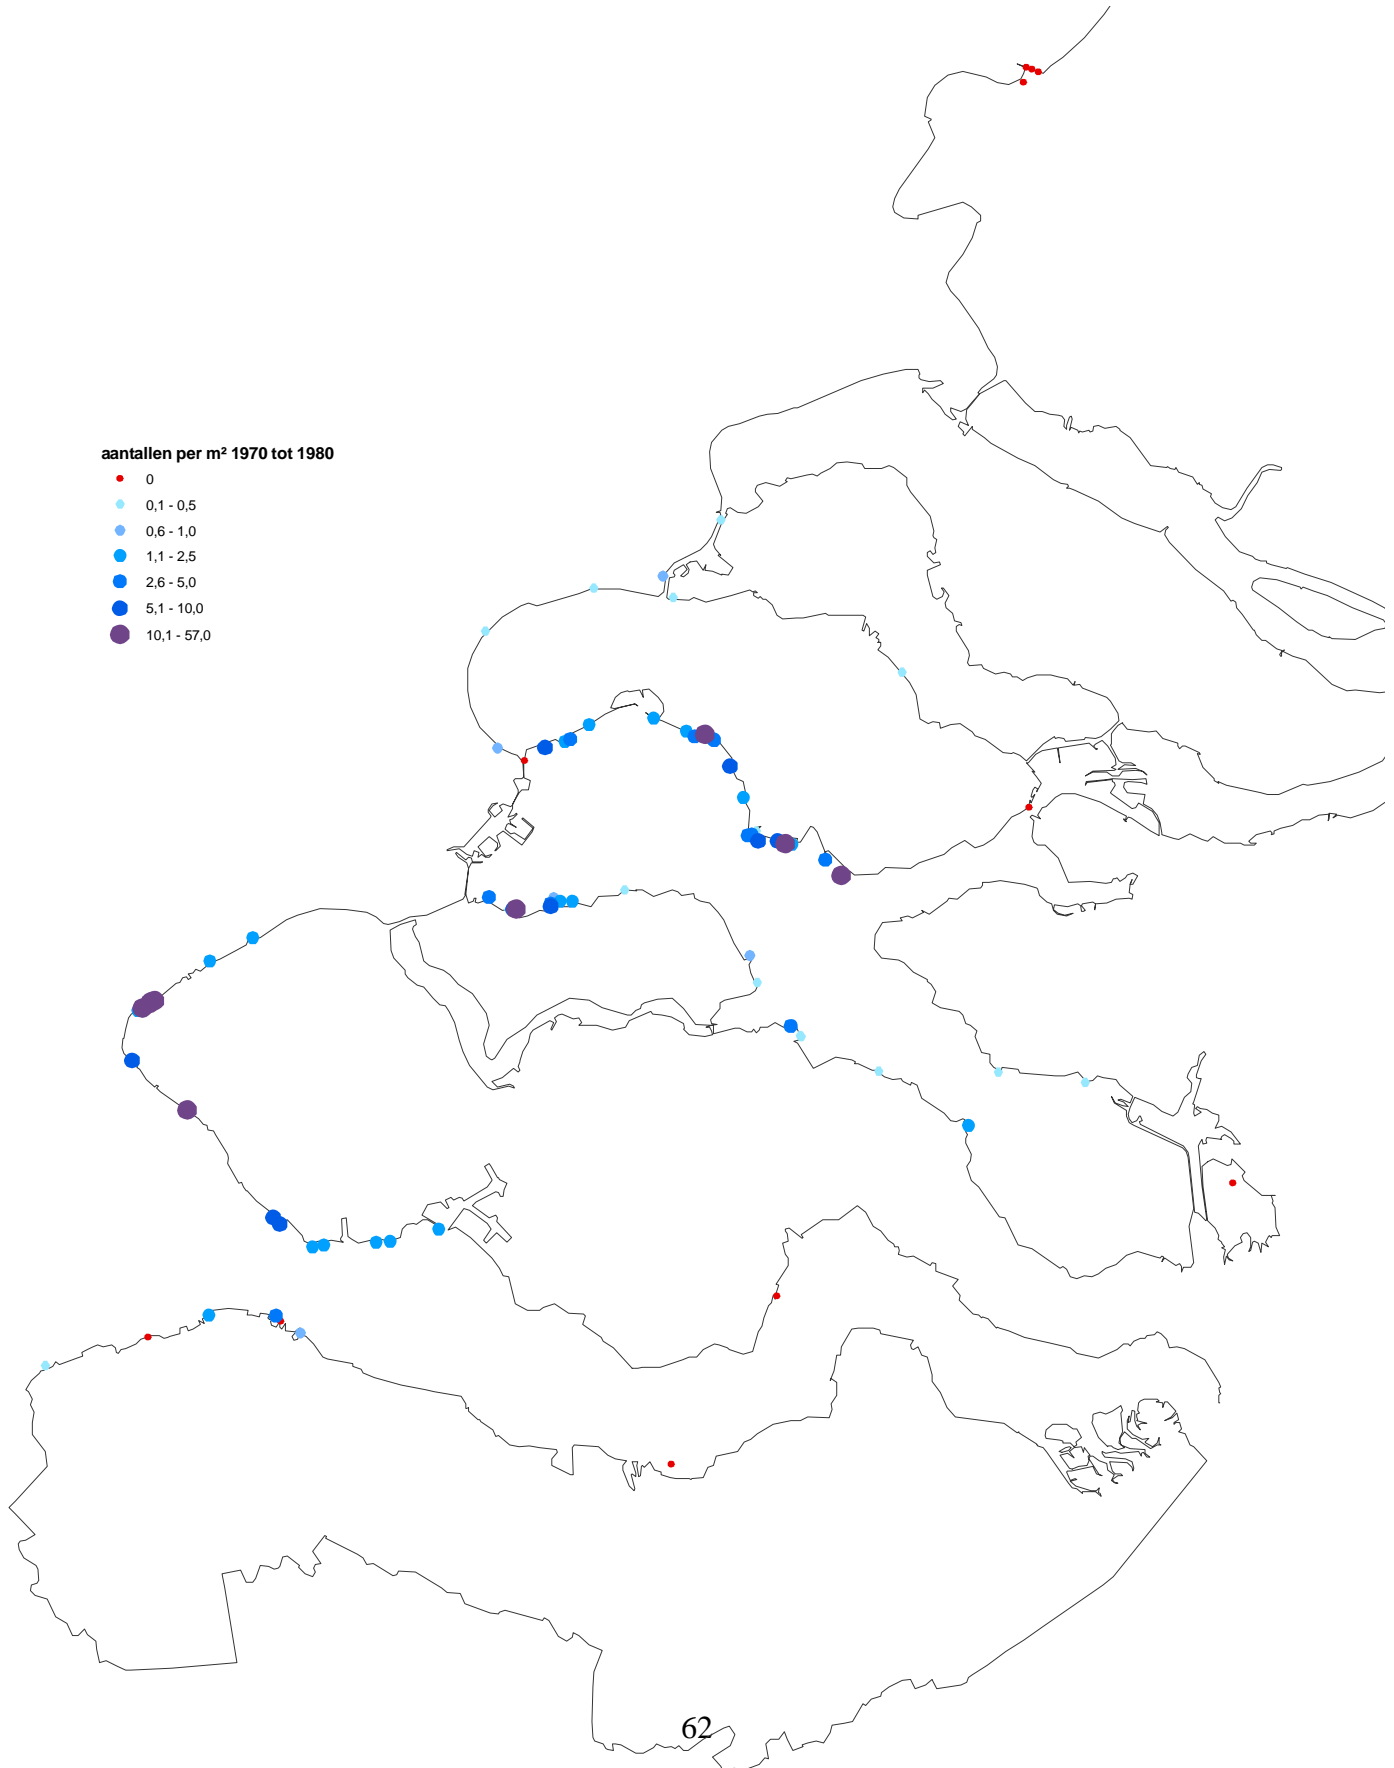 aantallen per m² 1970 tot 1980
0
0,1 - 0,5
0,6 - 1,0
1,1 - 2,5
2,6 - 5,0
5,1 - 10,0
10,1 - 57,0
62